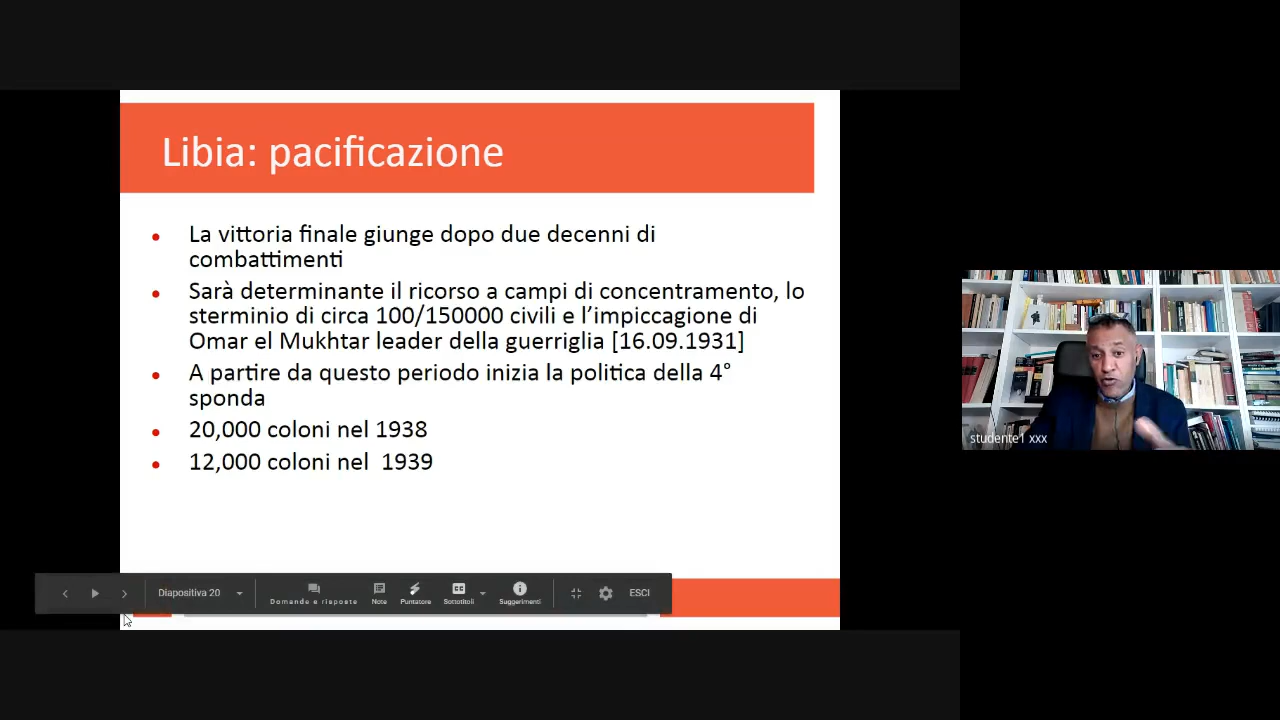 Libia: pacificazione
La vittoria finale giunge dopo due decenni di
combattimenti
Sarà determinante il ricorso a campi di concentramento, lo
sterminio di circa 100/150000 civili e l’impiccagione di
Omar el Mukhtar leader della guerriglia [16.09.1931]
A partire da questo periodo inizia la politica della 4°
sponda
20,000 coloni nel 1938
12,000 coloni nel  1939
studente1 xxx
Diapositiva 20
Domande e risposte
Note
Puntatore
Sottotitoli
Suggerimenti
ESCI